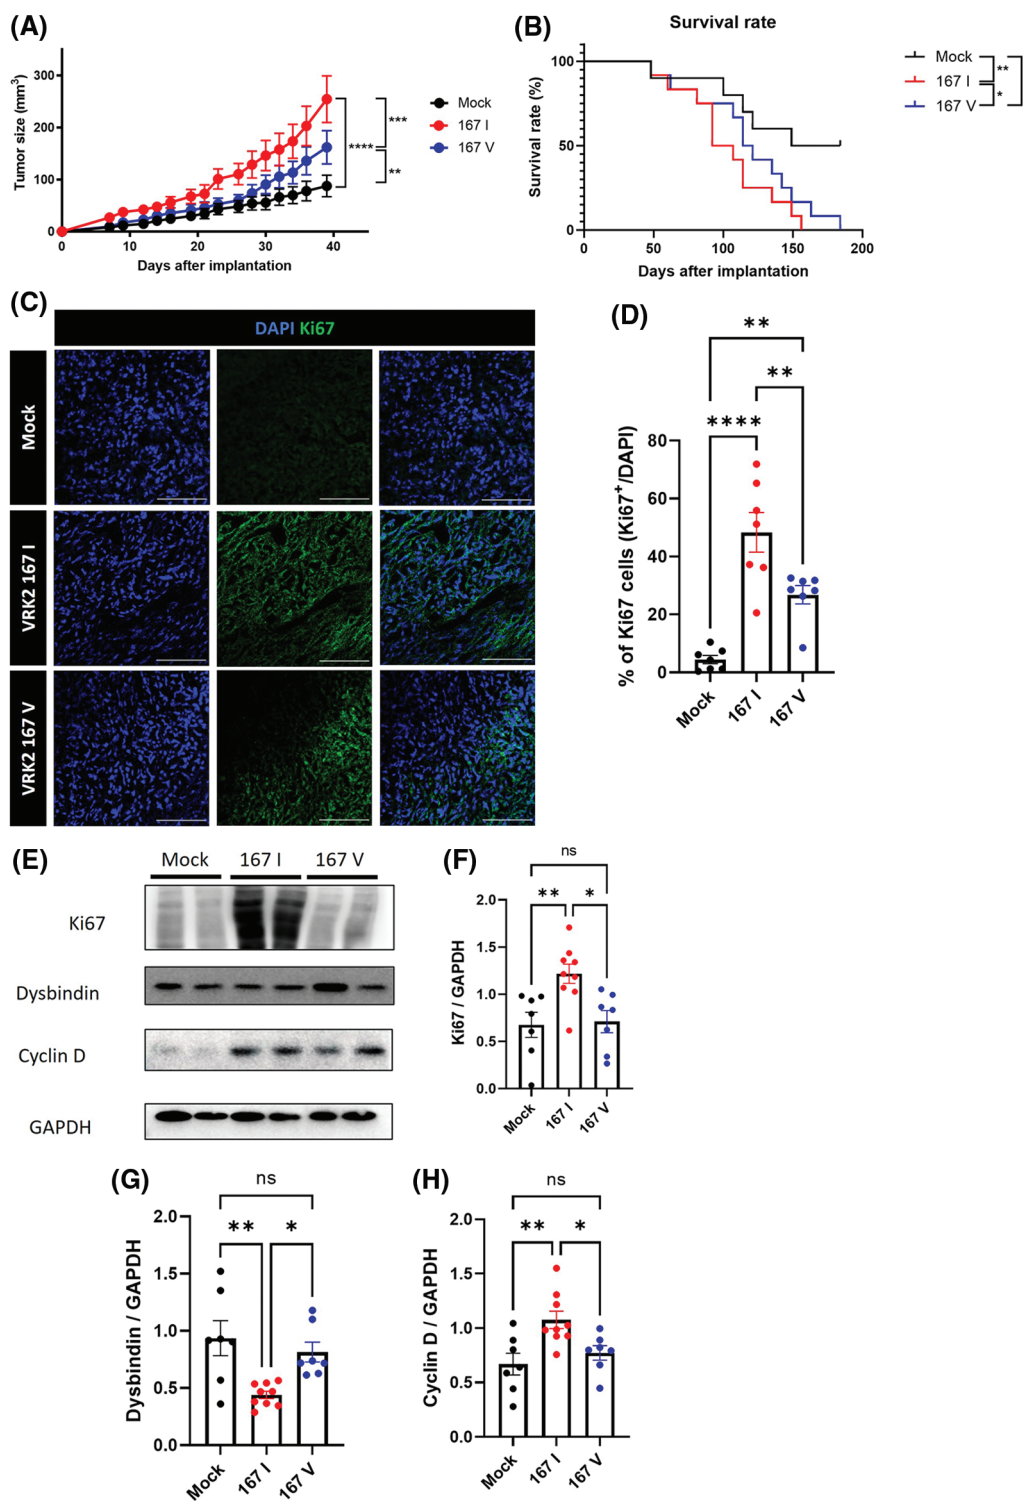 (A)
Tumor size (mm³)
300
200
100
0
0 10 20 30 40
Days after implantation
****
***
**
Mock
167 I
167 V
(B)
Survival rate
Survival rate (%)
100
50
0
0 50 100 150 200
Days after implantation
Mock
167 I
167 V
**
*
(C)
DAPI Ki67
Mock
VRK2 167 I
VRK2 167 V
(D)
**
**
****
% of Ki67 cells (Ki67⁺/DAPI)
80
60
40
20
0
Mock 167 I 167 V
(E)
Mock 167 I 167 V
Ki67
Dysbindin
Cyclin D
GAPDH
(F)
ns
** *
Ki67 / GAPDH
2.0
1.5
1.0
0.5
0.0
Mock 167 I 167 V
(G)
ns
** *
Dysbindin / GAPDH
2.0
1.5
1.0
0.5
0.0
Mock 167 I 167 V
(H)
ns
** *
Cyclin D / GAPDH
2.0
1.5
1.0
0.5
0.0
Mock 167 I 167 V